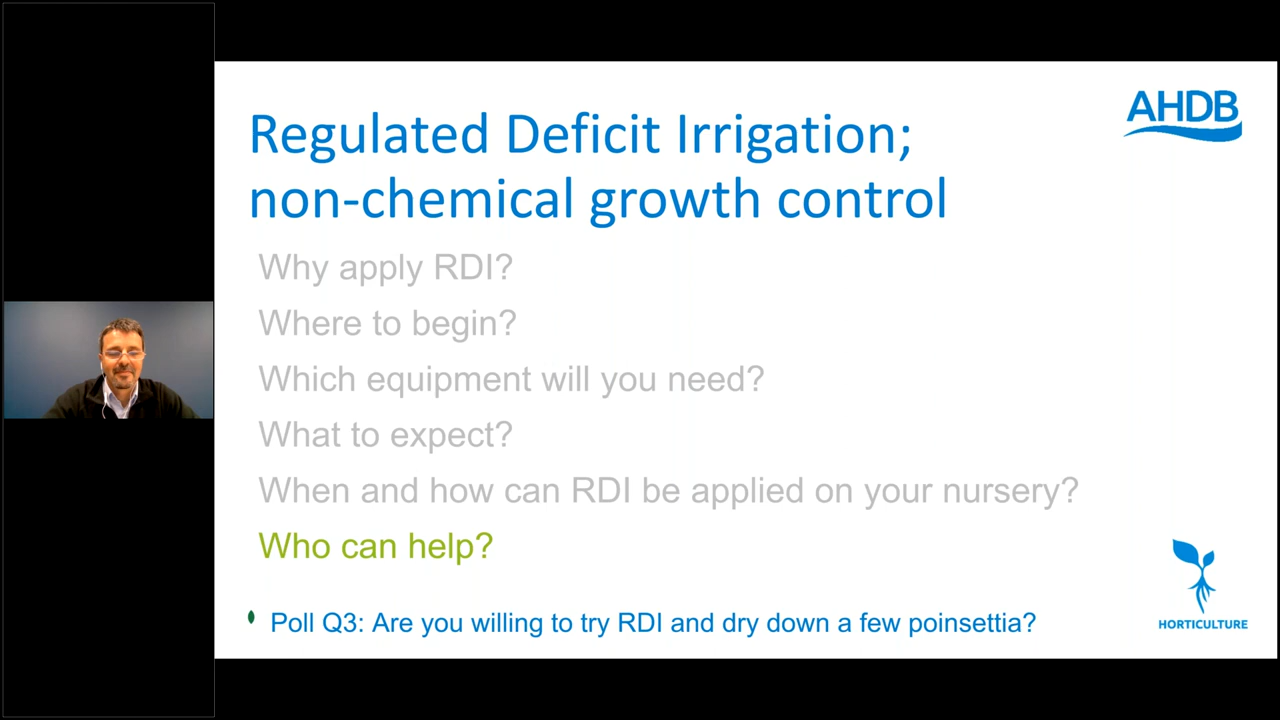 AHDB
Regulated Deficit Irrigation;
non-chemical growth control
Why apply RDI?
Where to begin?
Which equipment will you need?
What to expect?
When and how can RDI be applied on your nursery?
Who can help?
Poll Q3: Are you willing to try RDI and dry down a few poinsettia?
HORTICULTURE